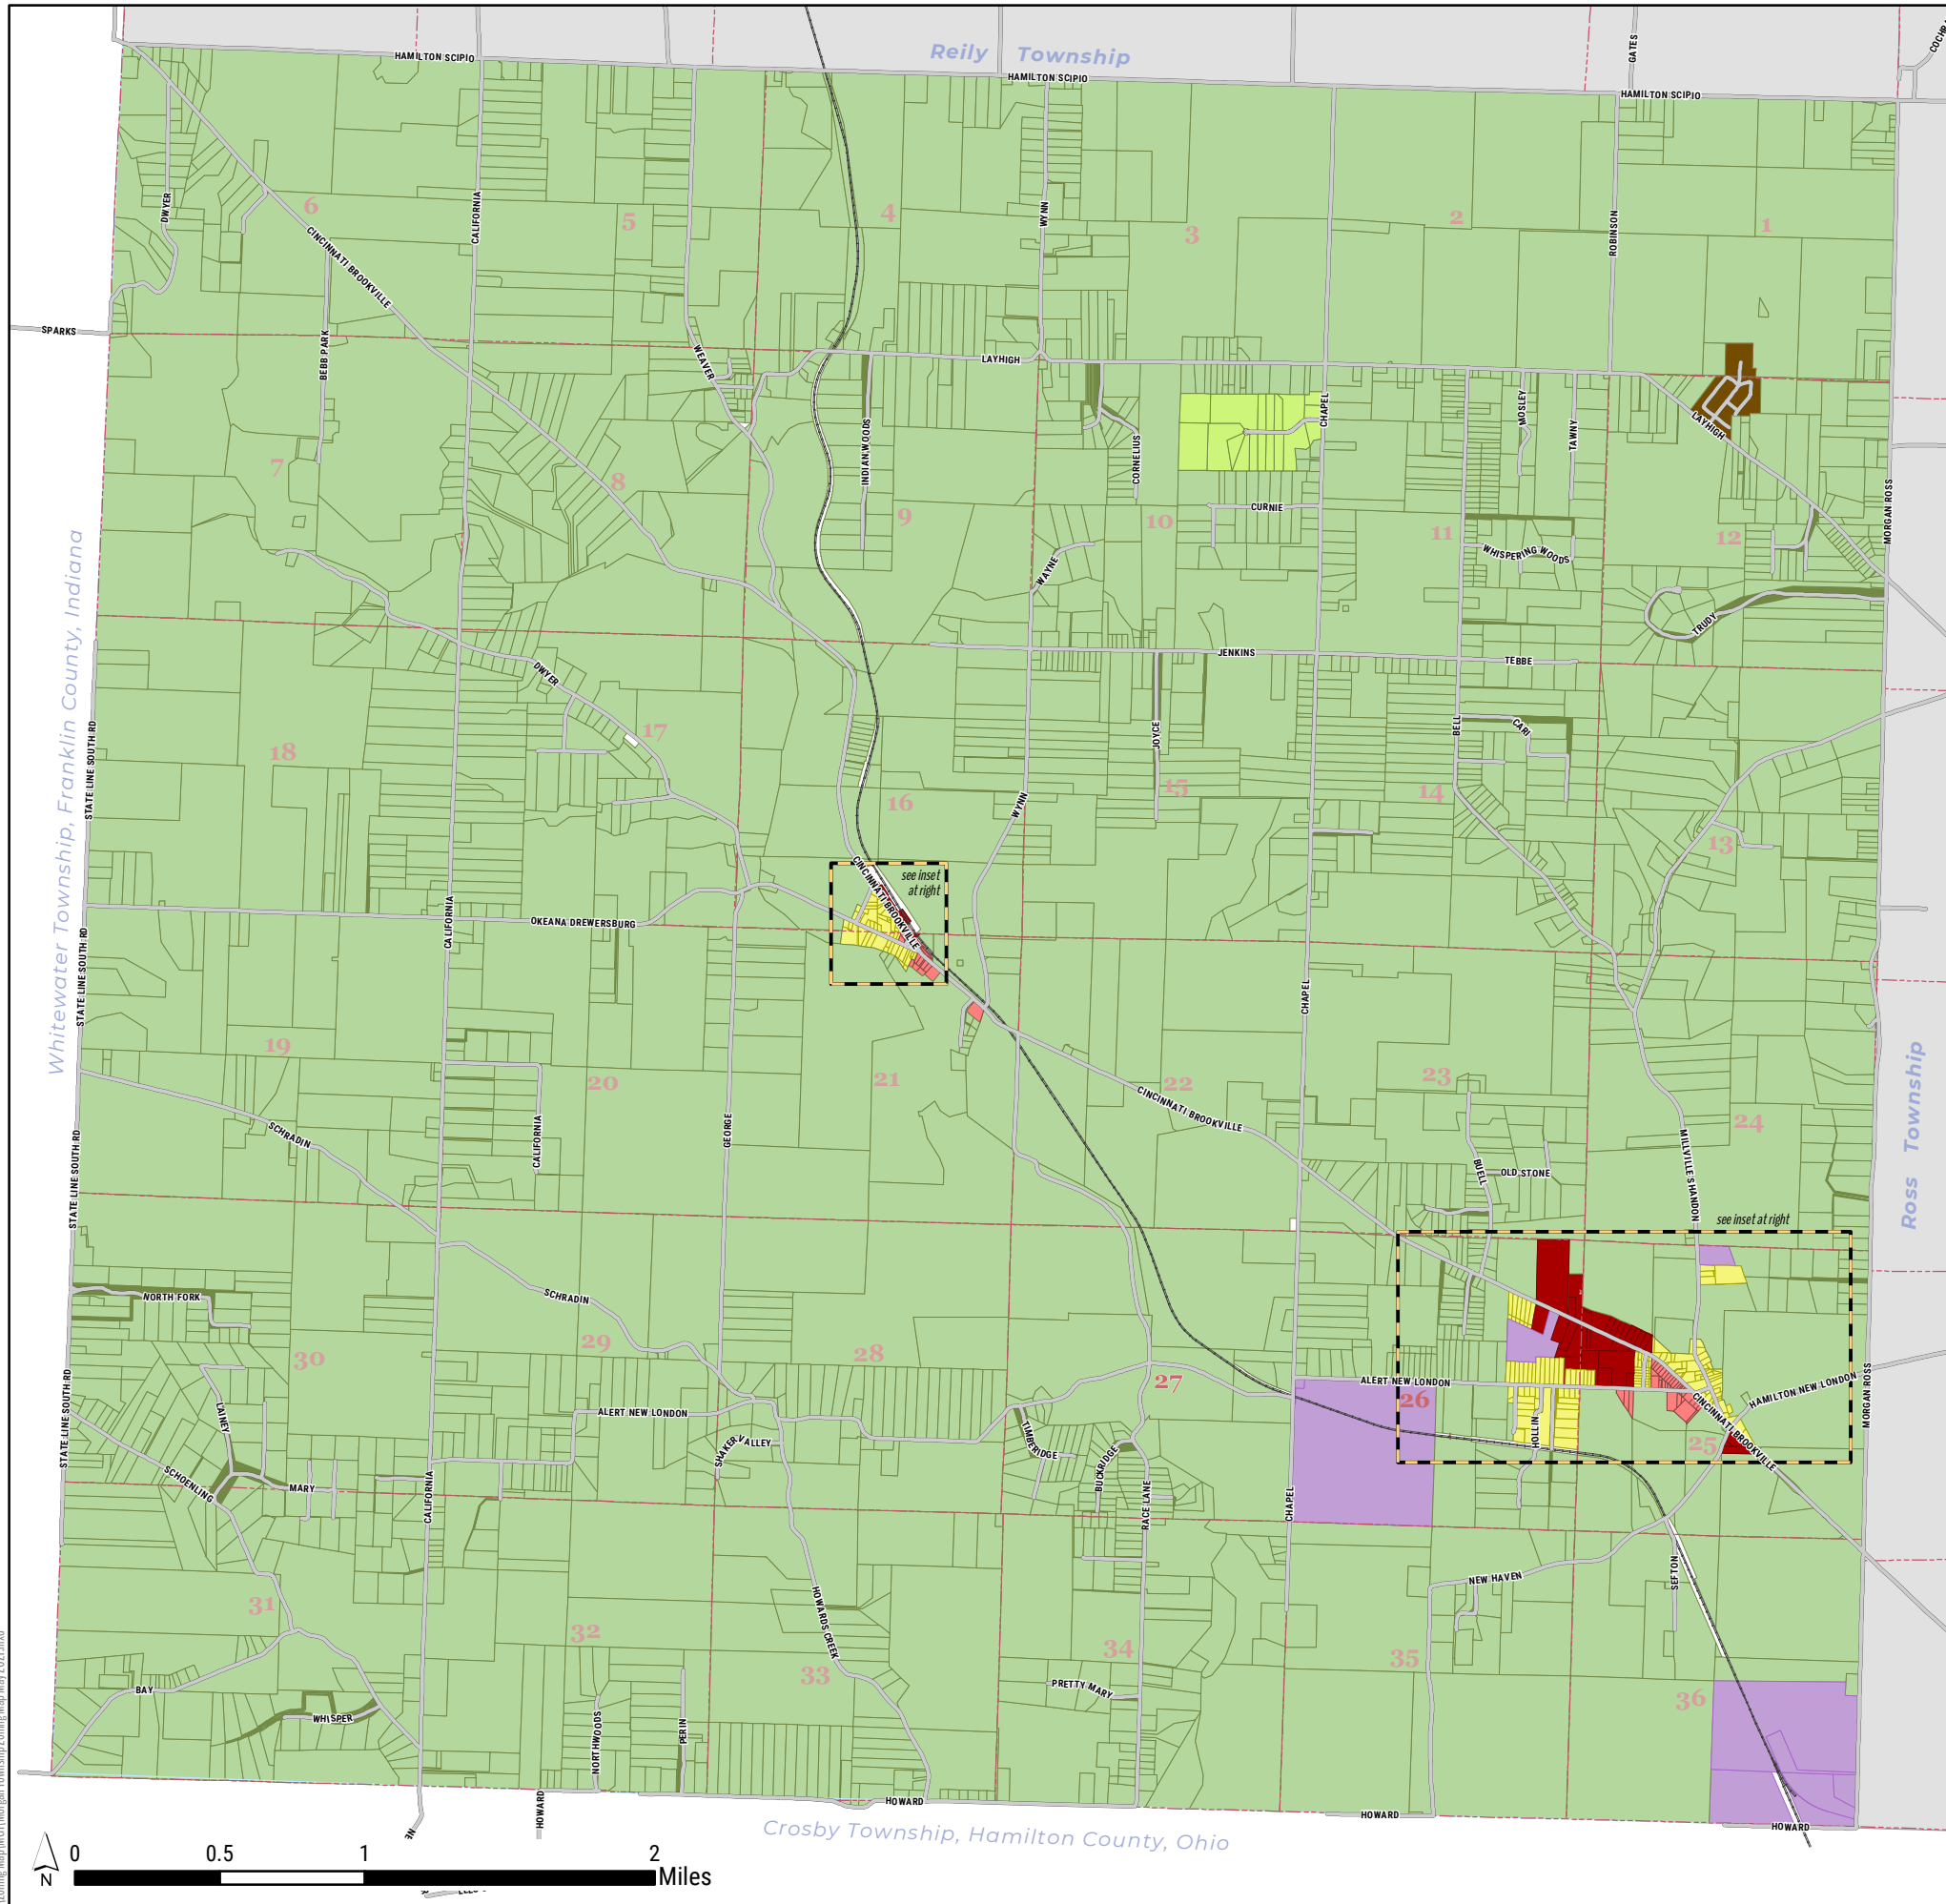 Reily Township
GATES
HAMILTON SCIPIO
HAMILTON SCIPIO
HAMILTON SCIPIO
DWYER
6
CALIFORNIA
5
4
WYNN
3
2
ROBINSON
1
CINCINNATI BROOKVILLE
SPARKS
BEBB PARK
WEAVER
LAYHIGH
CHAPEL
MOSLEY
TAWNY
LAYHIGH
INDIAN WOODS
CORNELIUS
7
8
9
10
CURNIE
11
WHISPERING WOODS
12
MORGAN ROSS
WAYNE
Whitewater Township, Franklin County, Indiana
TRUDY
JENKINS
TEBBE
DWYER
17
18
STATE LINE SOUTH RD
JOYCE
BELL
CARI
16
WYNN
15
14
13
CINCINNATI BROOKVILLE
see inset
at right
CALIFORNIA
OKEANA DREWERSBURG
STATE LINE SOUTH RD
CHAPEL
19
20
21
22
23
24
CINCINNATI BROOKVILLE
SCHRADIN
CALIFORNIA
GEORGE
STATE LINE SOUTH RD
BUELL
OLD STONE
MILLVILLE SHANDON
Ross Township
see inset at right
NORTH FORK
SCHRADIN
29
30
28
27
ALERT NEW LONDON
26
HAMILTON NEW LONDON
MORGAN ROSS
STATE LINE SOUTH RD
LAINEY
ALERT NEW LONDON
SHAKER VALLEY
TIMBERIDGE
BUCKRIDGE
HOLLIN
CINCINNATI BROOKVILLE
25
SCHOENLING
MARY
CALIFORNIA
RACE LANE
CHAPEL
NEW HAVEN
SEFTON
31
32
HOWARDS CREEK
33
34
35
36
PRETTY MARY
BAY
WHISPER
NORTHWOODS
PERIN
HOWARD
HOWARD
HOWARD
HOWARD
Crosby Township, Hamilton County, Ohio
N
0 0.5 1 2
Miles